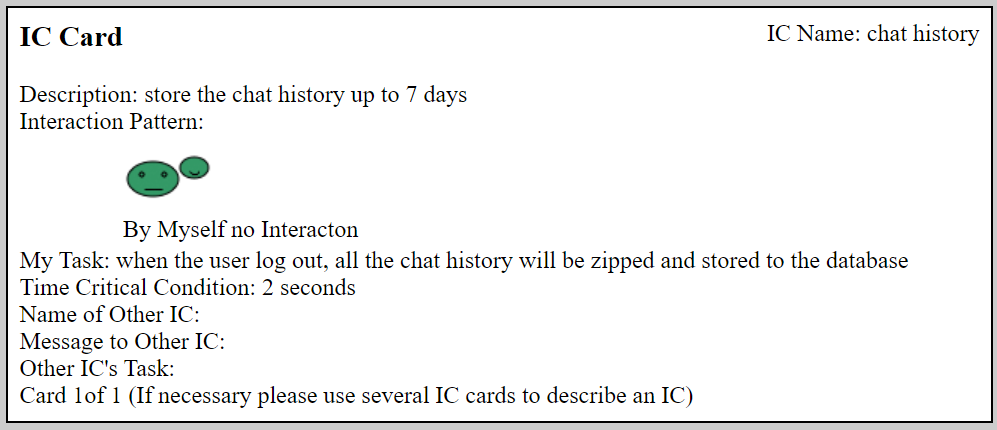 IC Card
IC Name: chat history
Description: store the chat history up to 7 days
Interaction Pattern:
By Myself no Interacton
My Task: when the user log out, all the chat history will be zipped and stored to the database
Time Critical Condition: 2 seconds
Name of Other IC:
Message to Other IC:
Other IC's Task:
Card 1of 1 (If necessary please use several IC cards to describe an IC)